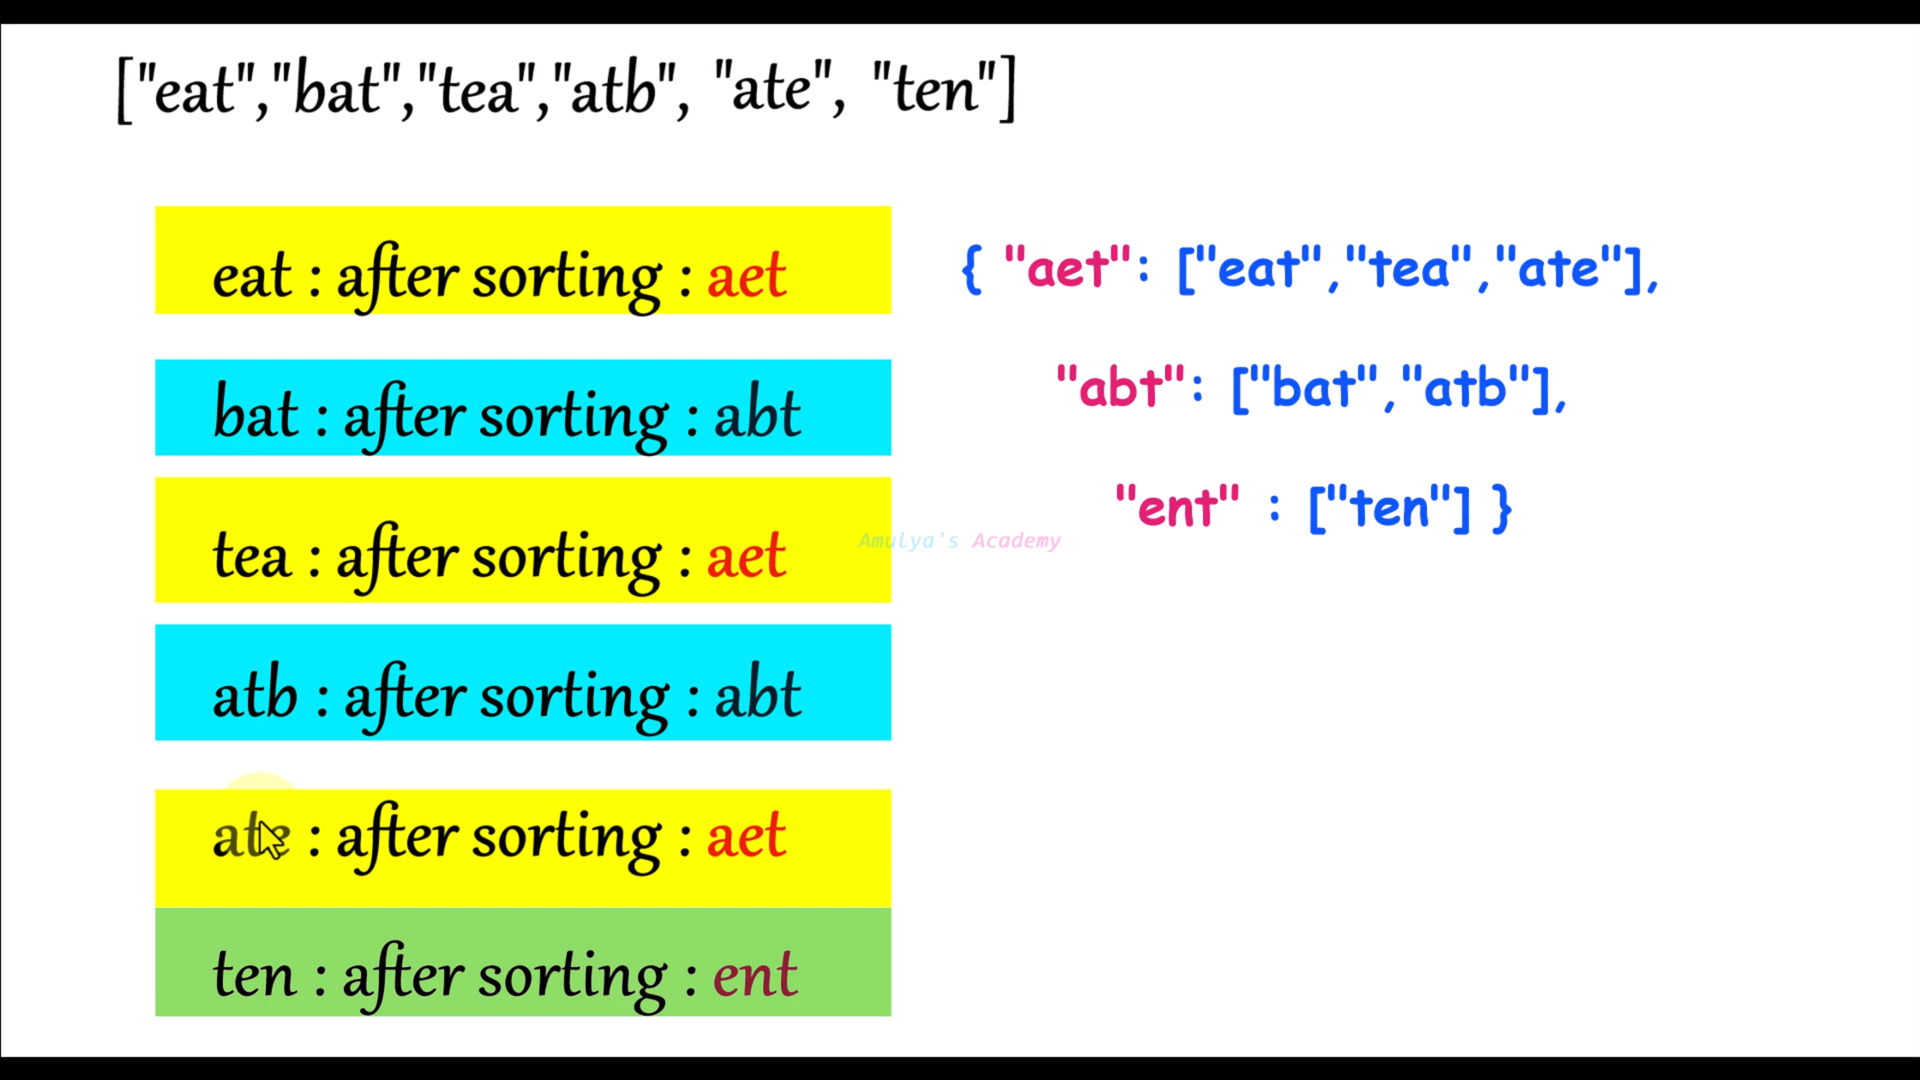 ["eat","bat","tea","atb", "ate", "ten"]
eat : after sorting : aet
bat : after sorting : abt
tea : after sorting : aet
atb : after sorting : abt
ate : after sorting : aet
ten : after sorting : ent
{ "aet": ["eat","tea","ate"],
"abt": ["bat","atb"],
"ent" : ["ten"] }
Amulya's Academy